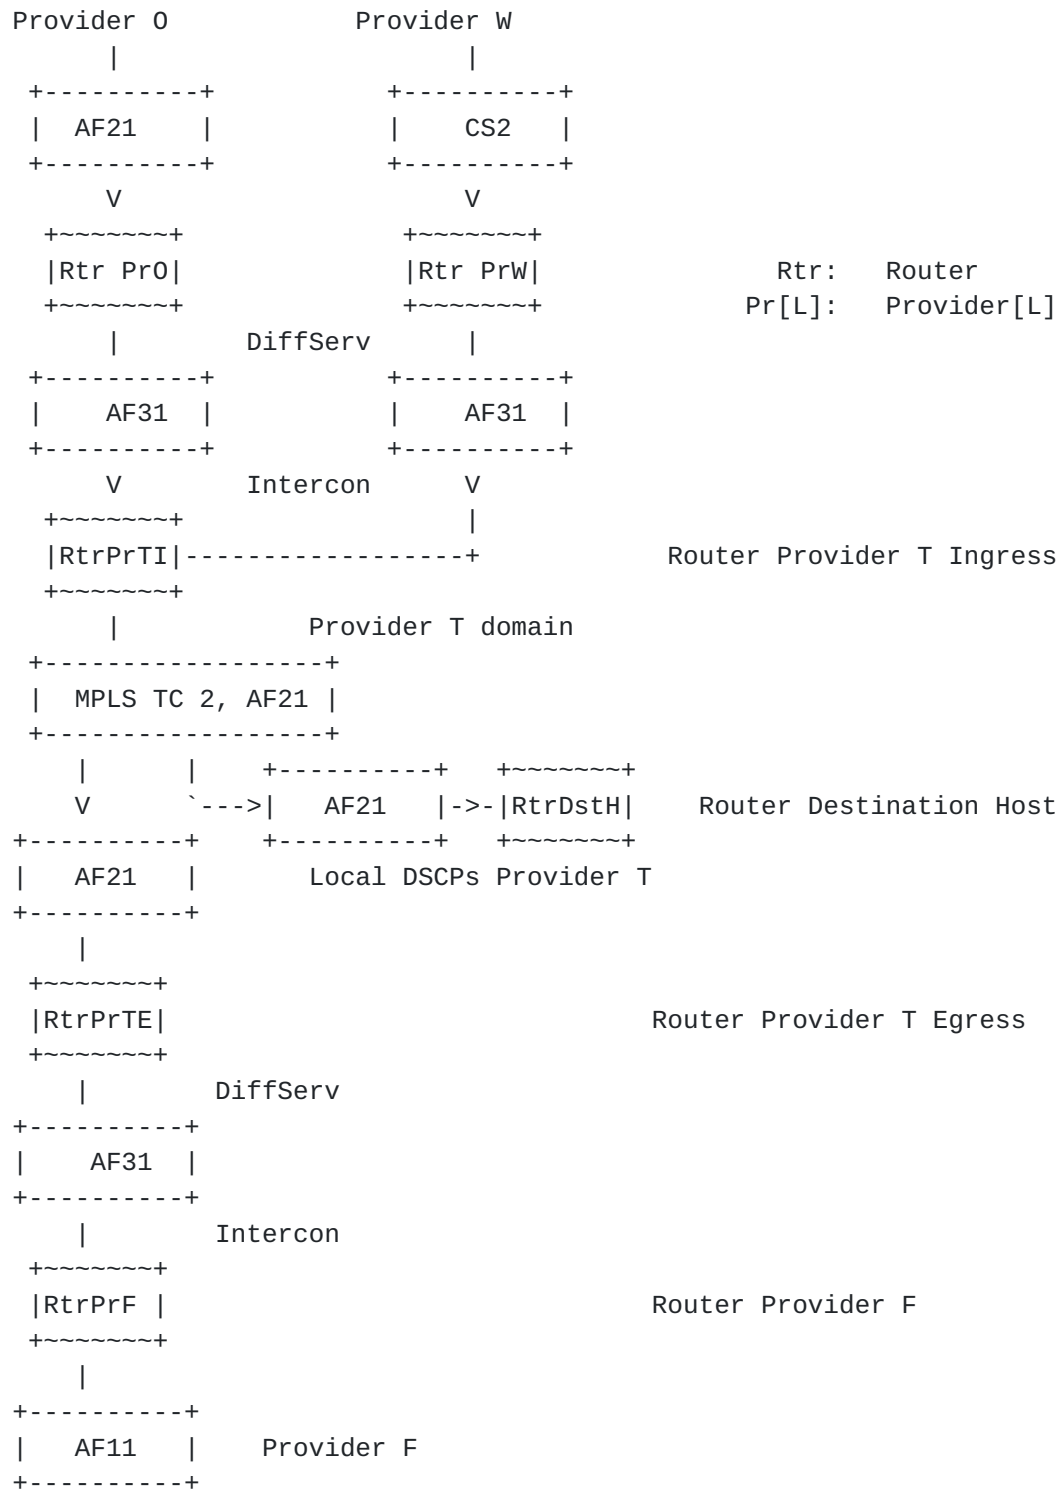 Provider O            Provider W
      |                      |
 +----------+           +----------+
 |  AF21    |           |    CS2   |
 +----------+           +----------+
      V                      V
  +~~~~~~~+              +~~~~~~~+
  |Rtr PrO|              |Rtr PrW|               Rtr:   Router
  +~~~~~~~+              +~~~~~~~+             Pr[L]:   Provider[L]
      |        DiffServ      |
 +----------+           +----------+
 |    AF31  |           |    AF31  |
 +----------+           +----------+
      V        Intercon      V
  +~~~~~~~+                  |
  |RtrPrTI|------------------+            Router Provider T Ingress
  +~~~~~~~+
      |            Provider T domain
 +------------------+
 |  MPLS TC 2, AF21 |
 +------------------+
    |      |    +----------+   +~~~~~~~+
    V      `--->|   AF21   |->-|RtrDstH|    Router Destination Host
+----------+    +----------+   +~~~~~~~+
|   AF21   |       Local DSCPs Provider T
+----------+
    |
 +~~~~~~~+
 |RtrPrTE|                               Router Provider T Egress
 +~~~~~~~+
    |        DiffServ
+----------+
|    AF31  |
+----------+
    |        Intercon
 +~~~~~~~+
 |RtrPrF |                               Router Provider F
 +~~~~~~~+
    |
+----------+
|   AF11   |    Provider F
+----------+